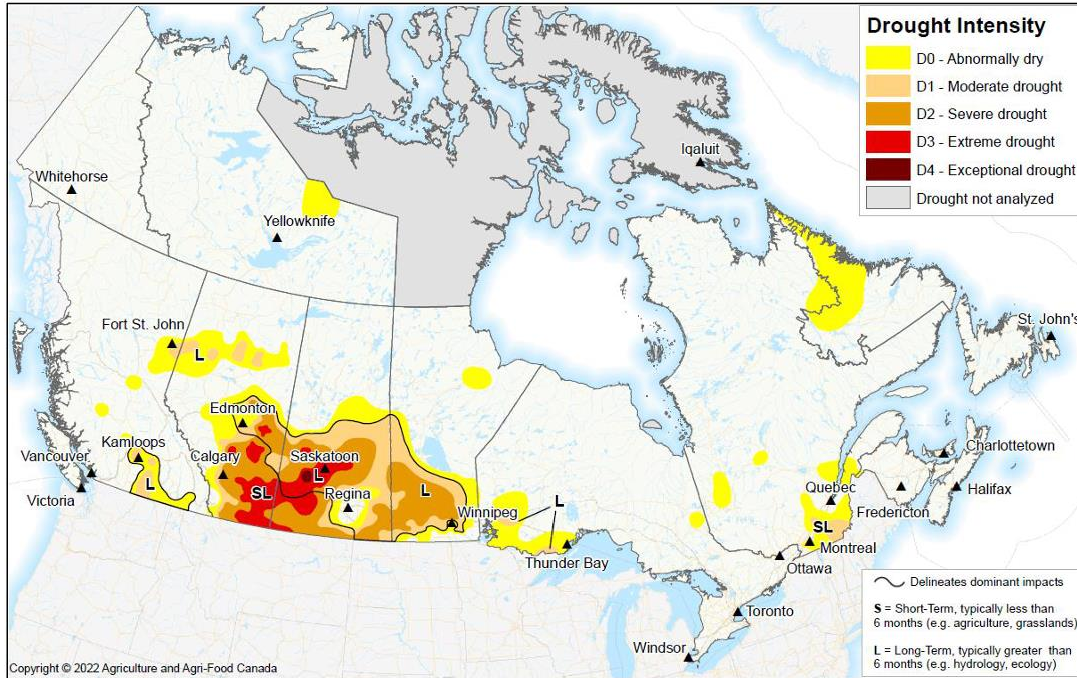 Drought Intensity
D0 - Abnormally dry
D1 - Moderate drought
D2 - Severe drought
D3 - Extreme drought
D4 - Exceptional drought
Drought not analyzed
Iqaluit
Whitehorse
Yellowknife
St. John's
Fort St. John
L
Edmonton
Kamloops
Vancouver
Calgary
Saskatoon
Charlottetown
L
L
Victoria
SL
Regina
L
Winnipeg
L
Quebec
Halifax
Fredericton
SL
Montreal
Thunder Bay
Ottawa
Toronto
Windsor
Delineates dominant impacts
S = Short-Term, typically less than
6 months (e.g. agriculture, grasslands)
L = Long-Term, typically greater than
6 months (e.g. hydrology, ecology)
Copyright © 2022 Agriculture and Agri-Food Canada